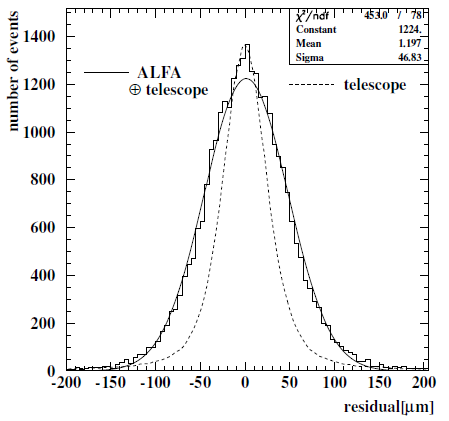 χ²/ndf 453.0 / 78
Constant 1224.
Mean 1.197
Sigma 46.83
ALFA
⊕ telescope
telescope
number of events
1400
1200
1000
800
600
400
200
0
-200 -150 -100 -50 0 50 100 150 200
residual[μm]